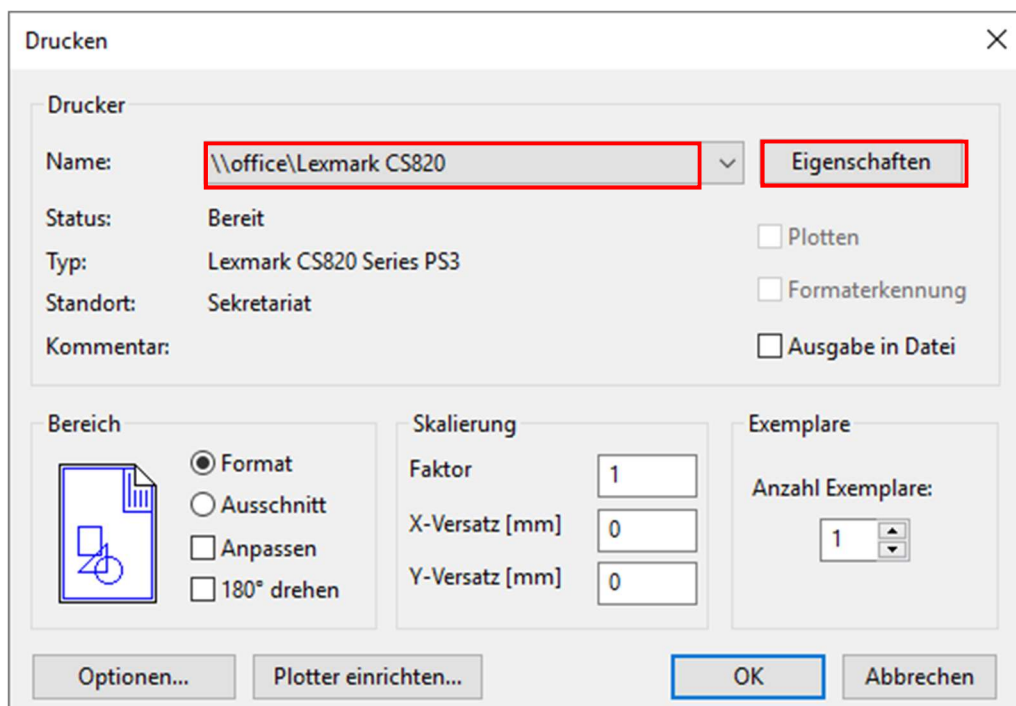 Drucken
Drucker
Name: \\office\Lexmark CS820 Eigenschaften
Status: Bereit
Plotten
Typ: Lexmark CS820 Series PS3
Formaterkennung
Standort: Sekretariat
Kommentar: Ausgabe in Datei
Bereich
Format
Ausschnitt
Anpassen
180° drehen
Skalierung
Faktor 1
X-Versatz [mm] 0
Y-Versatz [mm] 0
Exemplare
Anzahl Exemplare:
1
Optionen... Plotter einrichten... OK Abbrechen